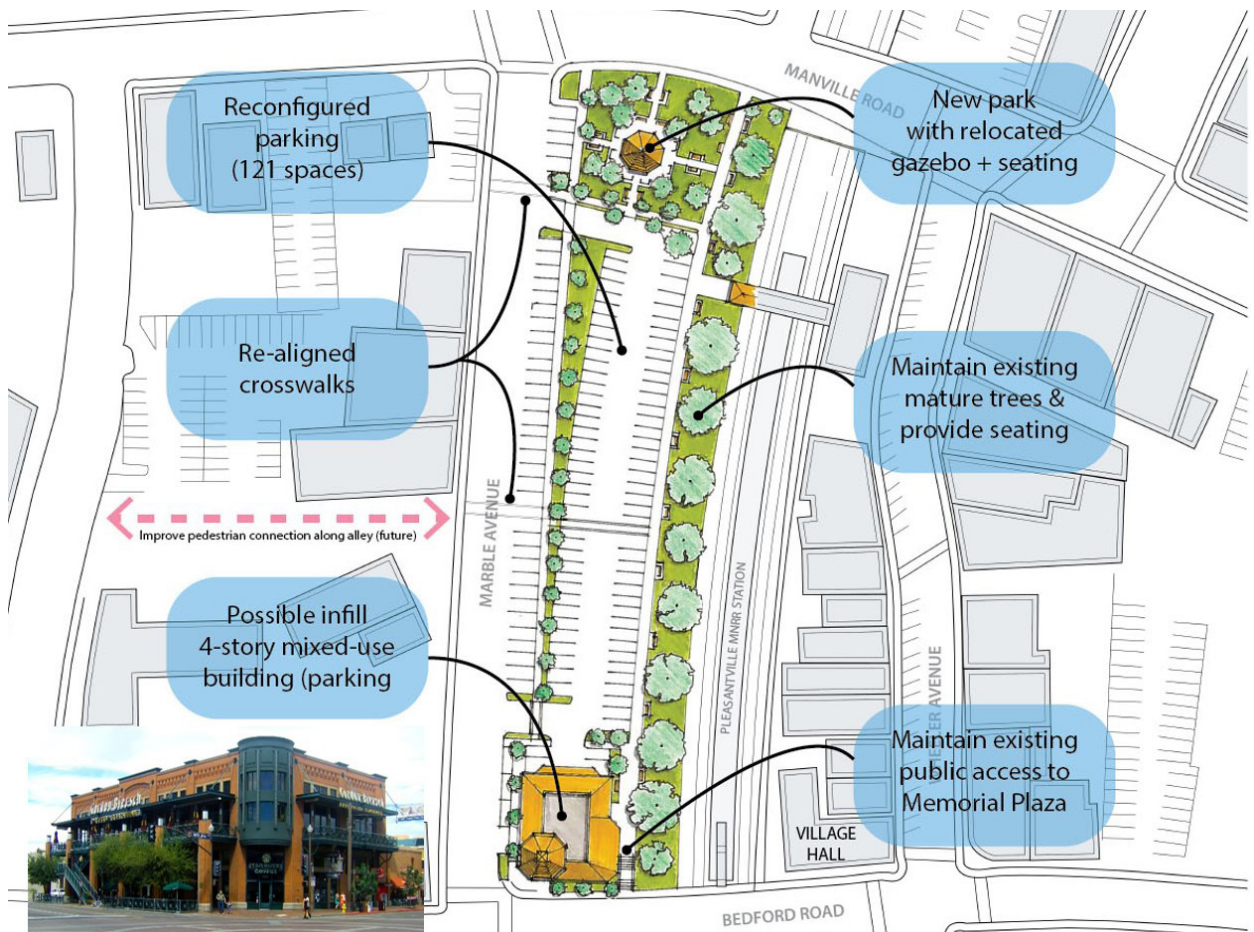 MANVILLE ROAD
Reconfigured
parking
(121 spaces)
New park
with relocated
gazebo + seating
Re-aligned
crosswalks
Maintain existing
mature trees &
provide seating
Improve pedestrian connection along alley (future)
MARBLE AVENUE
PLEASANTVILLE MNRR STATION
Possible infill
4-story mixed-use
building (parking
Maintain existing
public access to
Memorial Plaza
AVENUE
VILLAGE
HALL
BEDFORD ROAD
STARBUCKS
COFFEE